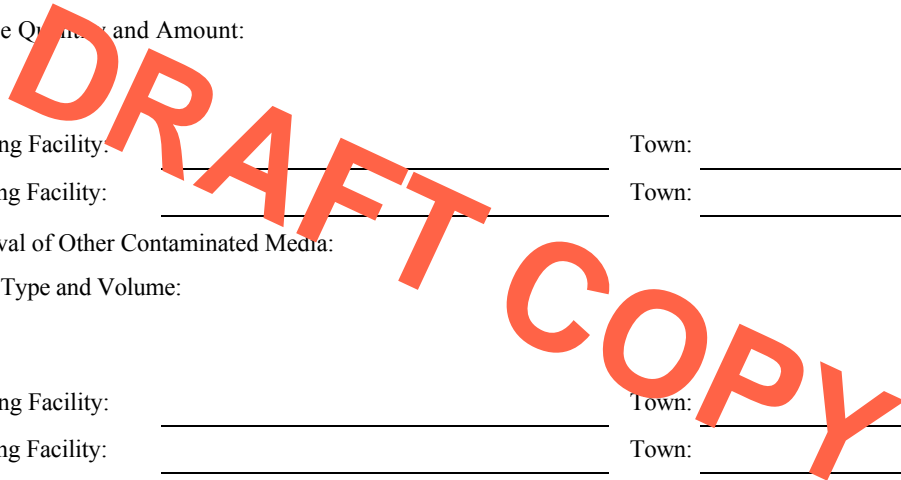 e Quantity and Amount:
ng Facility: Town:
ng Facility: Town:
val of Other Contaminated Media:
Type and Volume:
ng Facility: Town:
ng Facility: Town:
DRAFT COPY